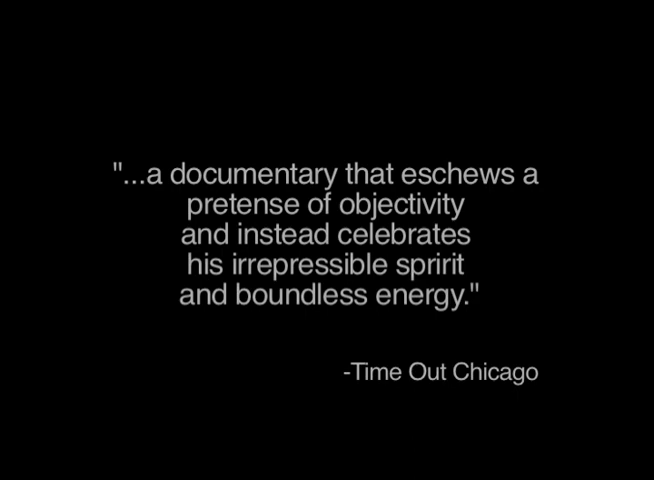 "...a documentary that eschews a
pretense of objectivity
and instead celebrates
his irrepressible spririt
and boundless energy."
-Time Out Chicago